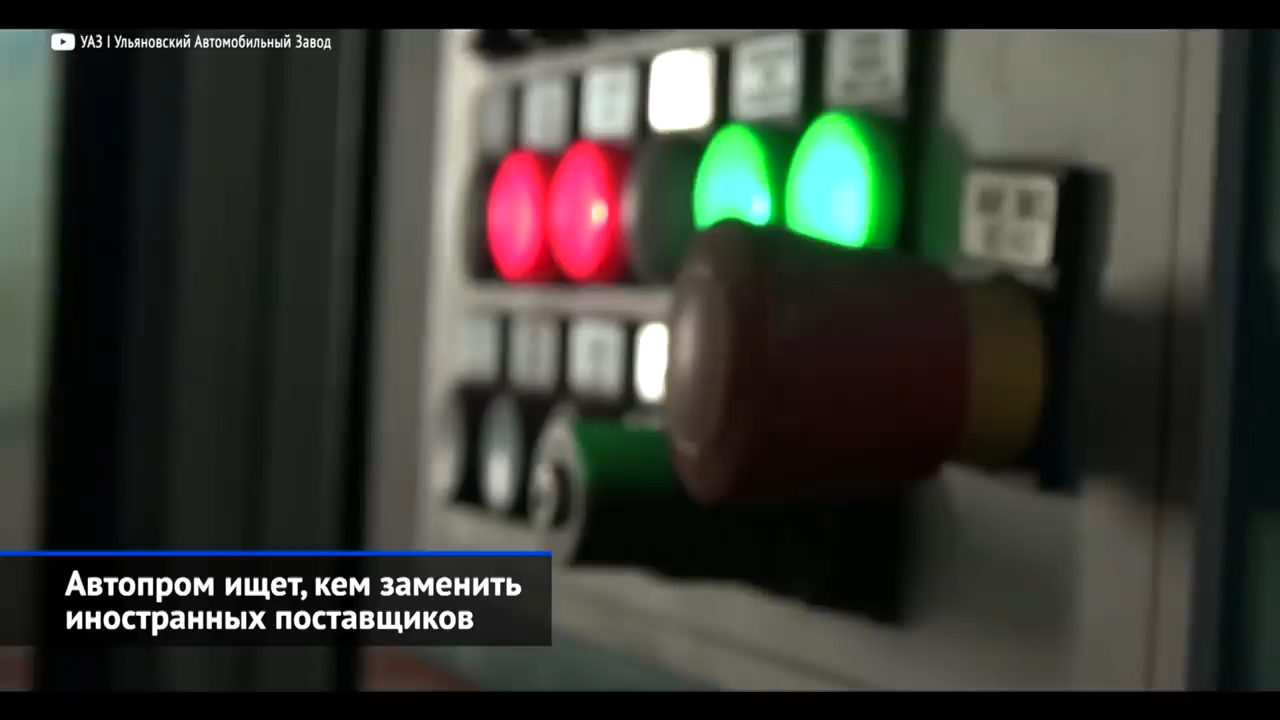 УАЗ I Ульяновский Автомобильный Завод
Автопром ищет, кем заменить
иностранных поставщиков